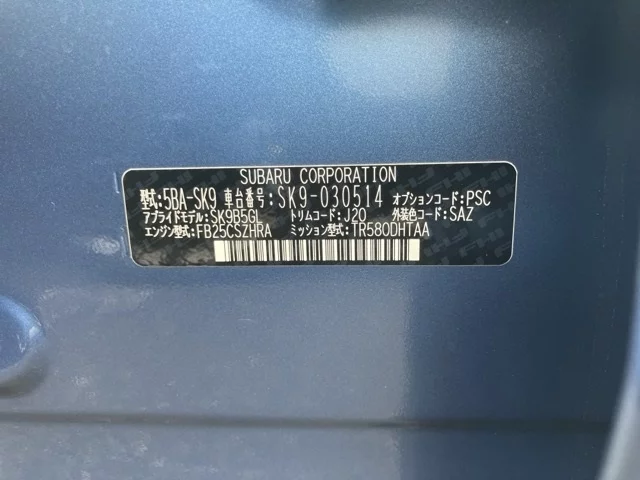 SUBARU CORPORATION
型式:5BA-SK9 車台番号:SK9-030514 オプションコード:PSC
アプライドモデル:SK9B5GL トリムコード:J20 外装色コード:SAZ
エンジン型式:FB25CSZHRA ミッション型式:TR580DHTAA